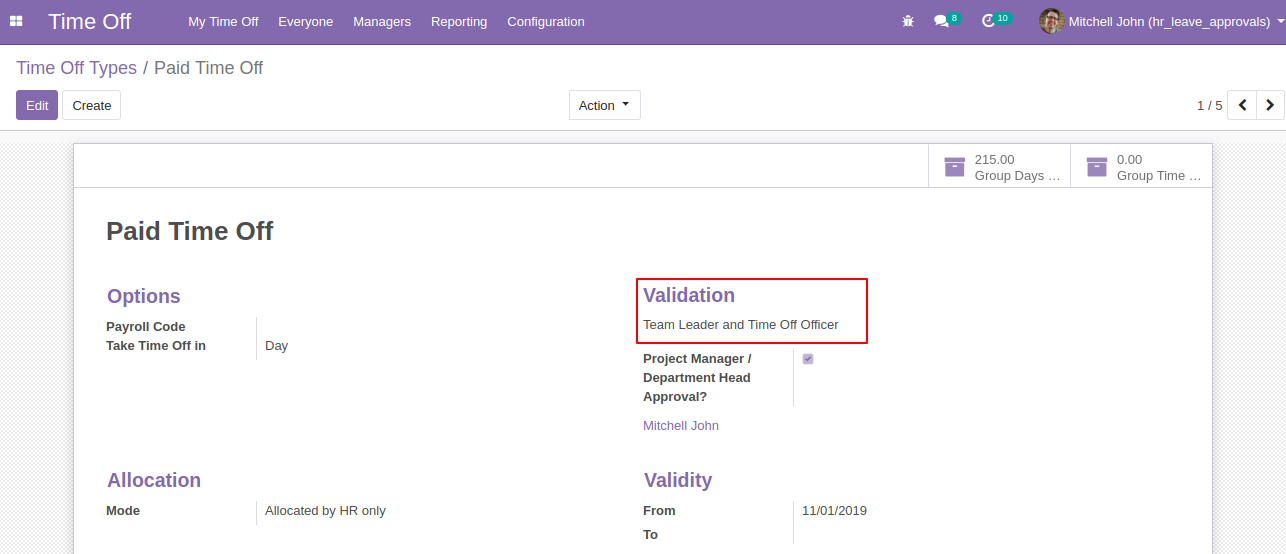 Time Off My Time Off Everyone Managers Reporting Configuration 8 10 Mitchell John (hr_leave_approvals)
Time Off Types / Paid Time Off
Edit Create Action 1 / 5
215.00 0.00
Group Days ... Group Time ...
Paid Time Off
Options Validation
Team Leader and Time Off Officer
Payroll Code
Take Time Off in Day
Project Manager /
Department Head
Approval?
Mitchell John
Allocation Validity
Mode Allocated by HR only From 11/01/2019
To